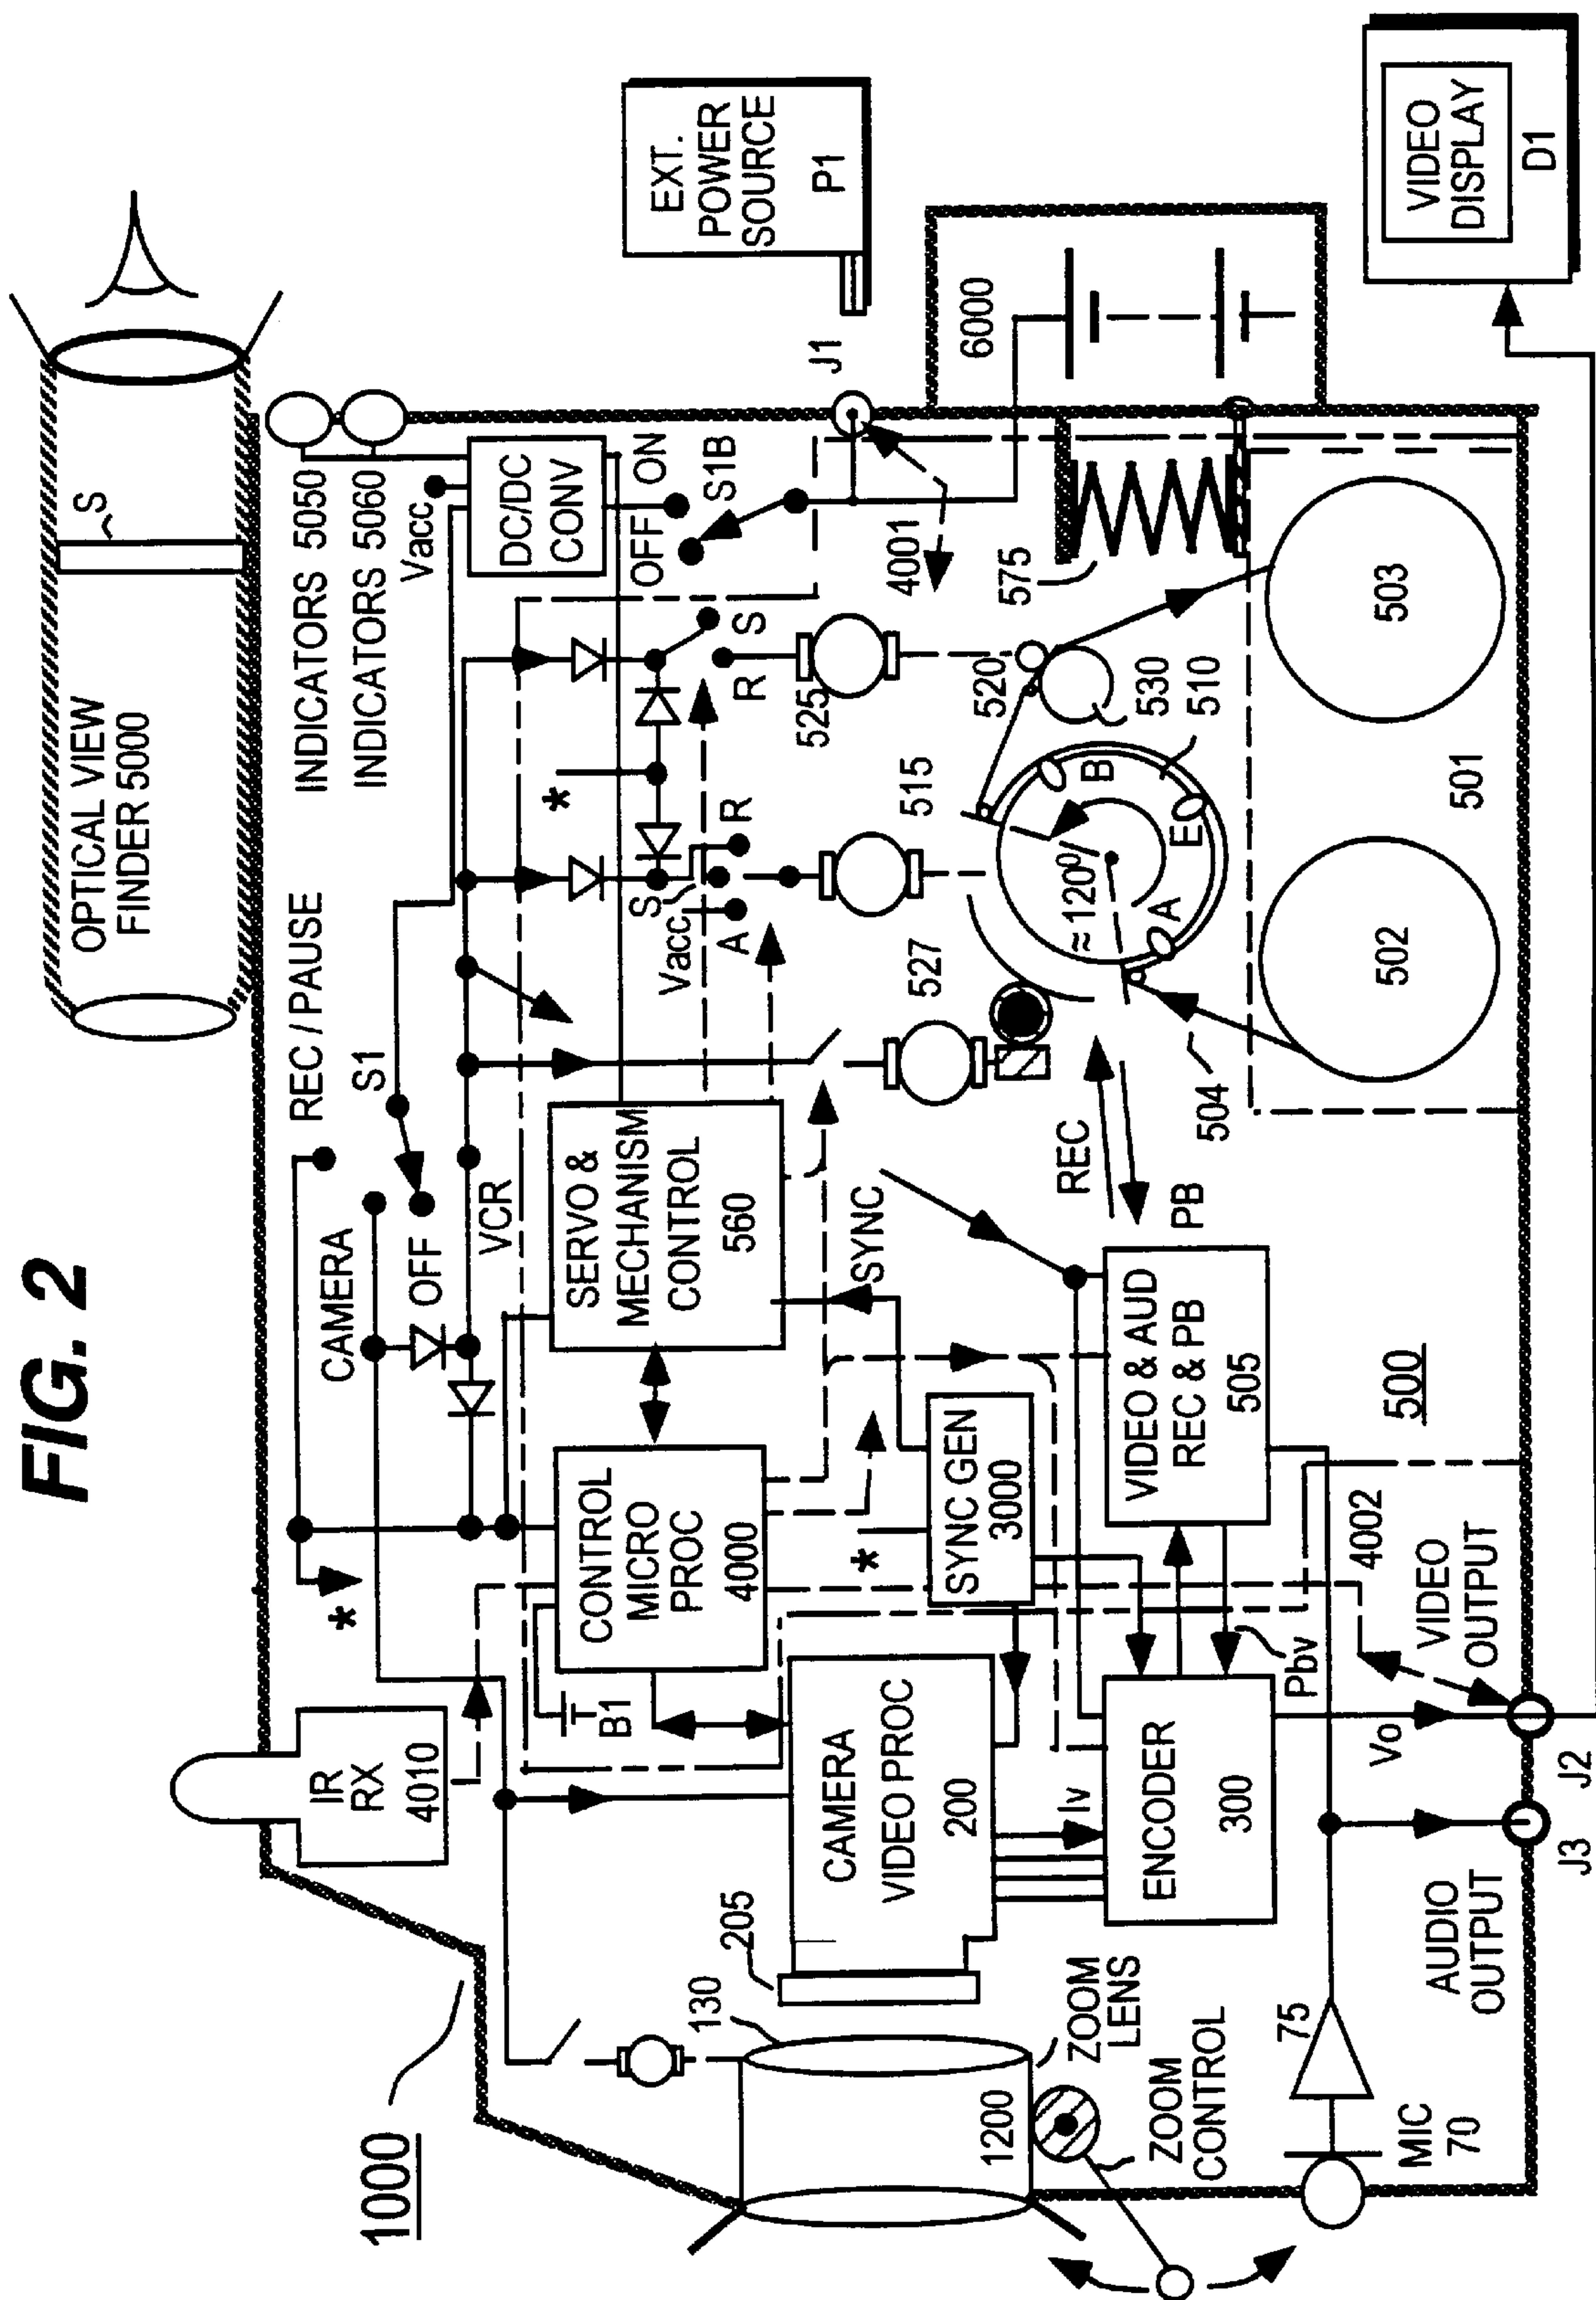 FIG. 2
1000
IR
RX
4010
*
REC / PAUSE
CAMERA
OFF
S1
VCR
OPTICAL VIEW
FINDER 5000
S
INDICATORS 5050
INDICATORS 5060
Vacc
DC/DC
CONV
OFF
ON
S1B
B1
CONTROL
MICRO
PROC
4000
SERVO &
MECHANISM
CONTROL
560
*
S
Vacc
A
R
R
S
J1
EXT.
POWER
SOURCE
P1
130
205
CAMERA
VIDEO PROC
200
*
SYNC GEN
3000
SYNC
527
515
525
4001
6000
1200
ZOOM
LENS
ZOOM
CONTROL
Iv
ENCODER
300
Pbv
VIDEO & AUD
REC & PB
505
REC
PB
504
≈120⁰
A
E
B
520
530
510
575
MIC
70
75
AUDIO
OUTPUT
J3
Vo
J2
VIDEO
OUTPUT
4002
500
502
501
503
VIDEO
DISPLAY
D1